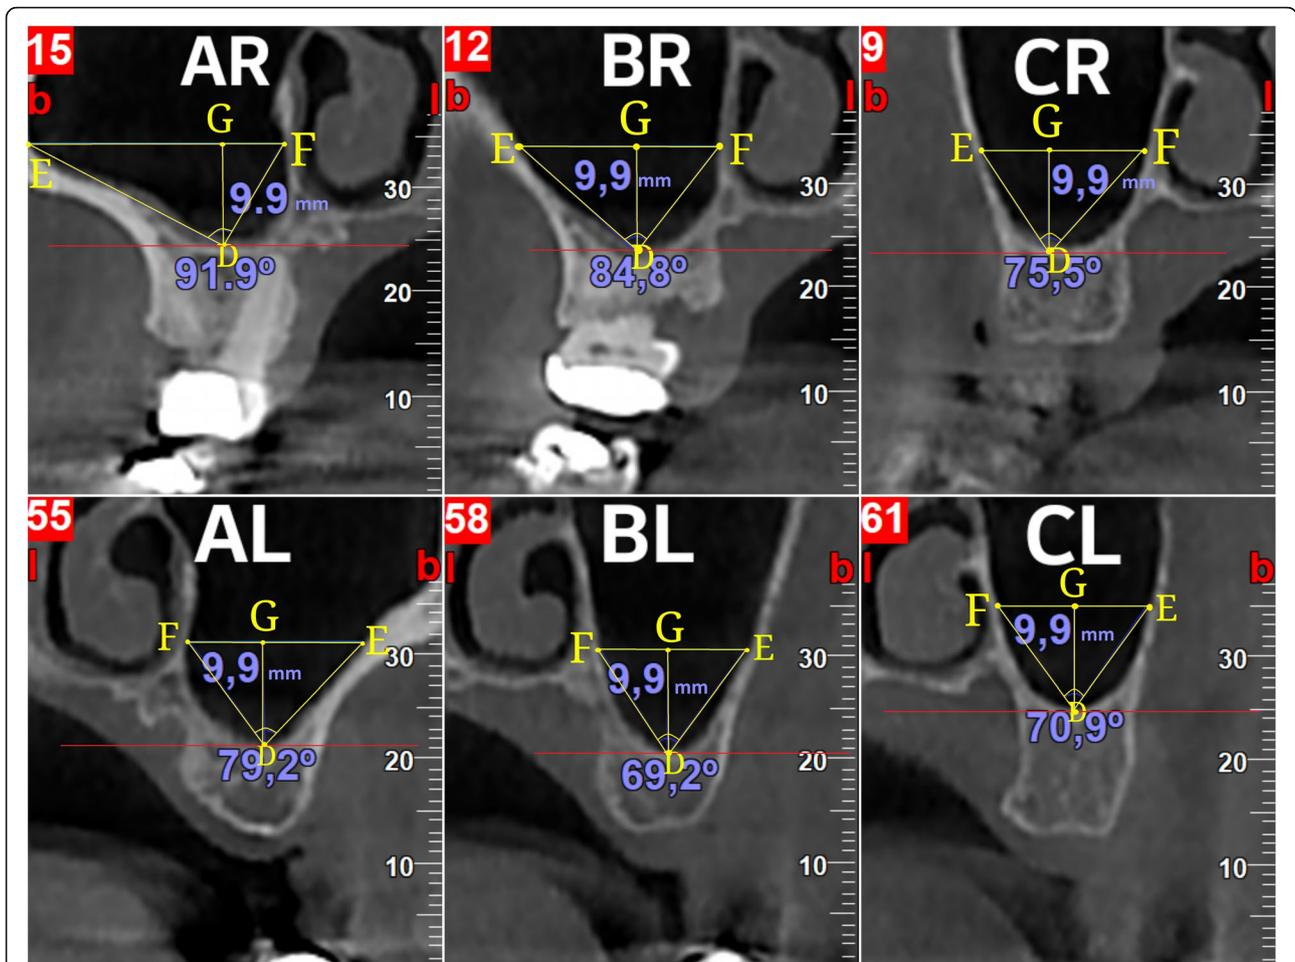 15 AR
b l
G
E F
9.9 mm
30
D
91.9º
20
10
12 BR
b l
G
E F
9,9 mm
30
D
84,8º
20
10
9 CR
b l
G
E F
9,9 mm
30
D
75,5º
20
10
55 AL
l b
G
F E
9,9 mm
30
D
79,2º
20
10
58 BL
l b
G
F E
9,9 mm
30
D
69,2º
20
10
61 CL
l b
G
F E
9,9 mm
30
D
70,9º
20
10